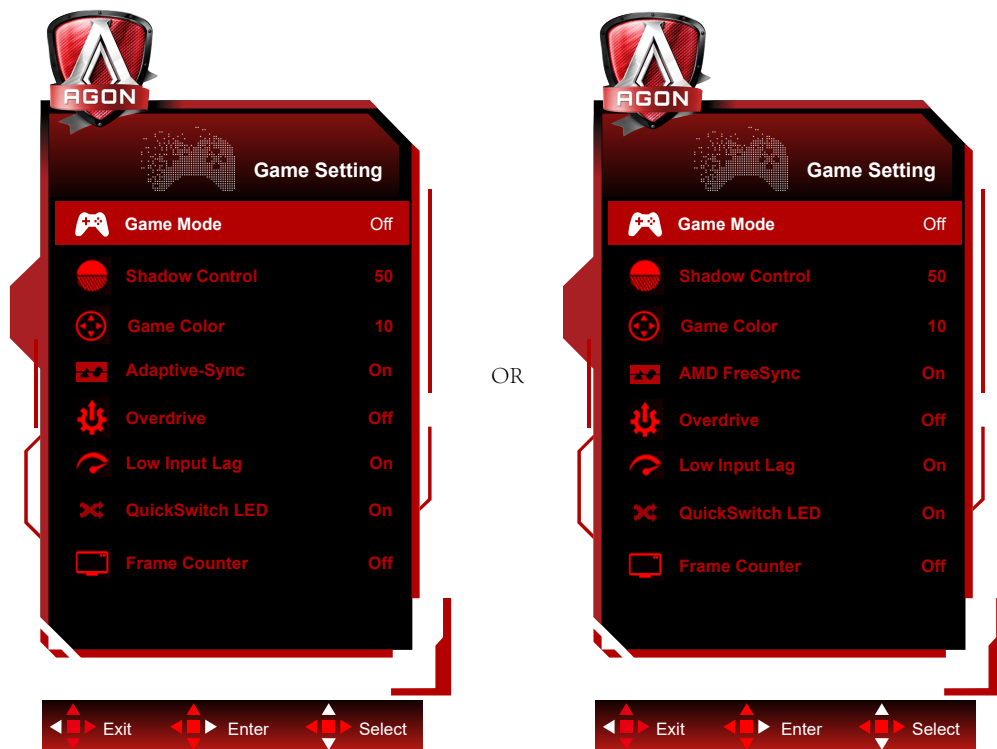 AGON
Game Setting
Game Mode Off
Shadow Control 50
Game Color 10
Adaptive-Sync On
Overdrive Off
Low Input Lag On
QuickSwitch LED On
Frame Counter Off
Exit Enter Select
OR
AGON
Game Setting
Game Mode Off
Shadow Control 50
Game Color 10
AMD FreeSync On
Overdrive Off
Low Input Lag On
QuickSwitch LED On
Frame Counter Off
Exit Enter Select